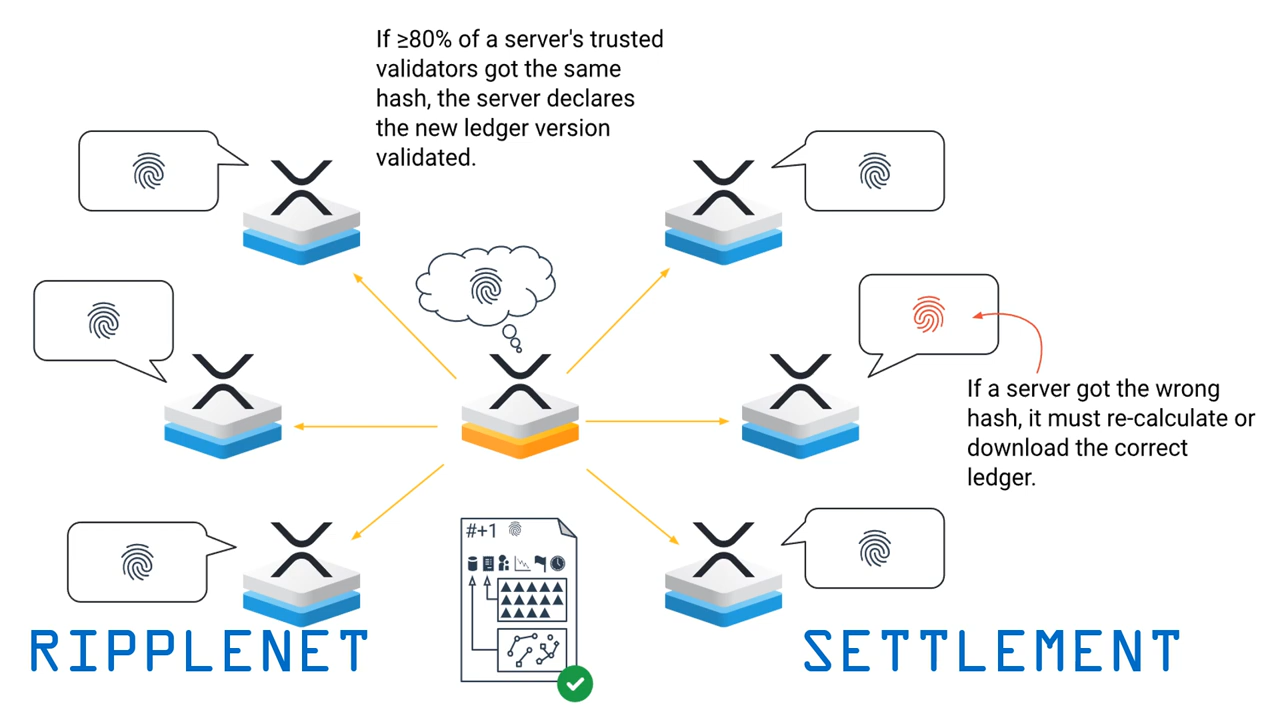 If ≥80% of a server's trusted
validators got the same
hash, the server declares
the new ledger version
validated.
If a server got the wrong
hash, it must re-calculate or
download the correct
ledger.
#+1
RIPPLENET
SETTLEMENT